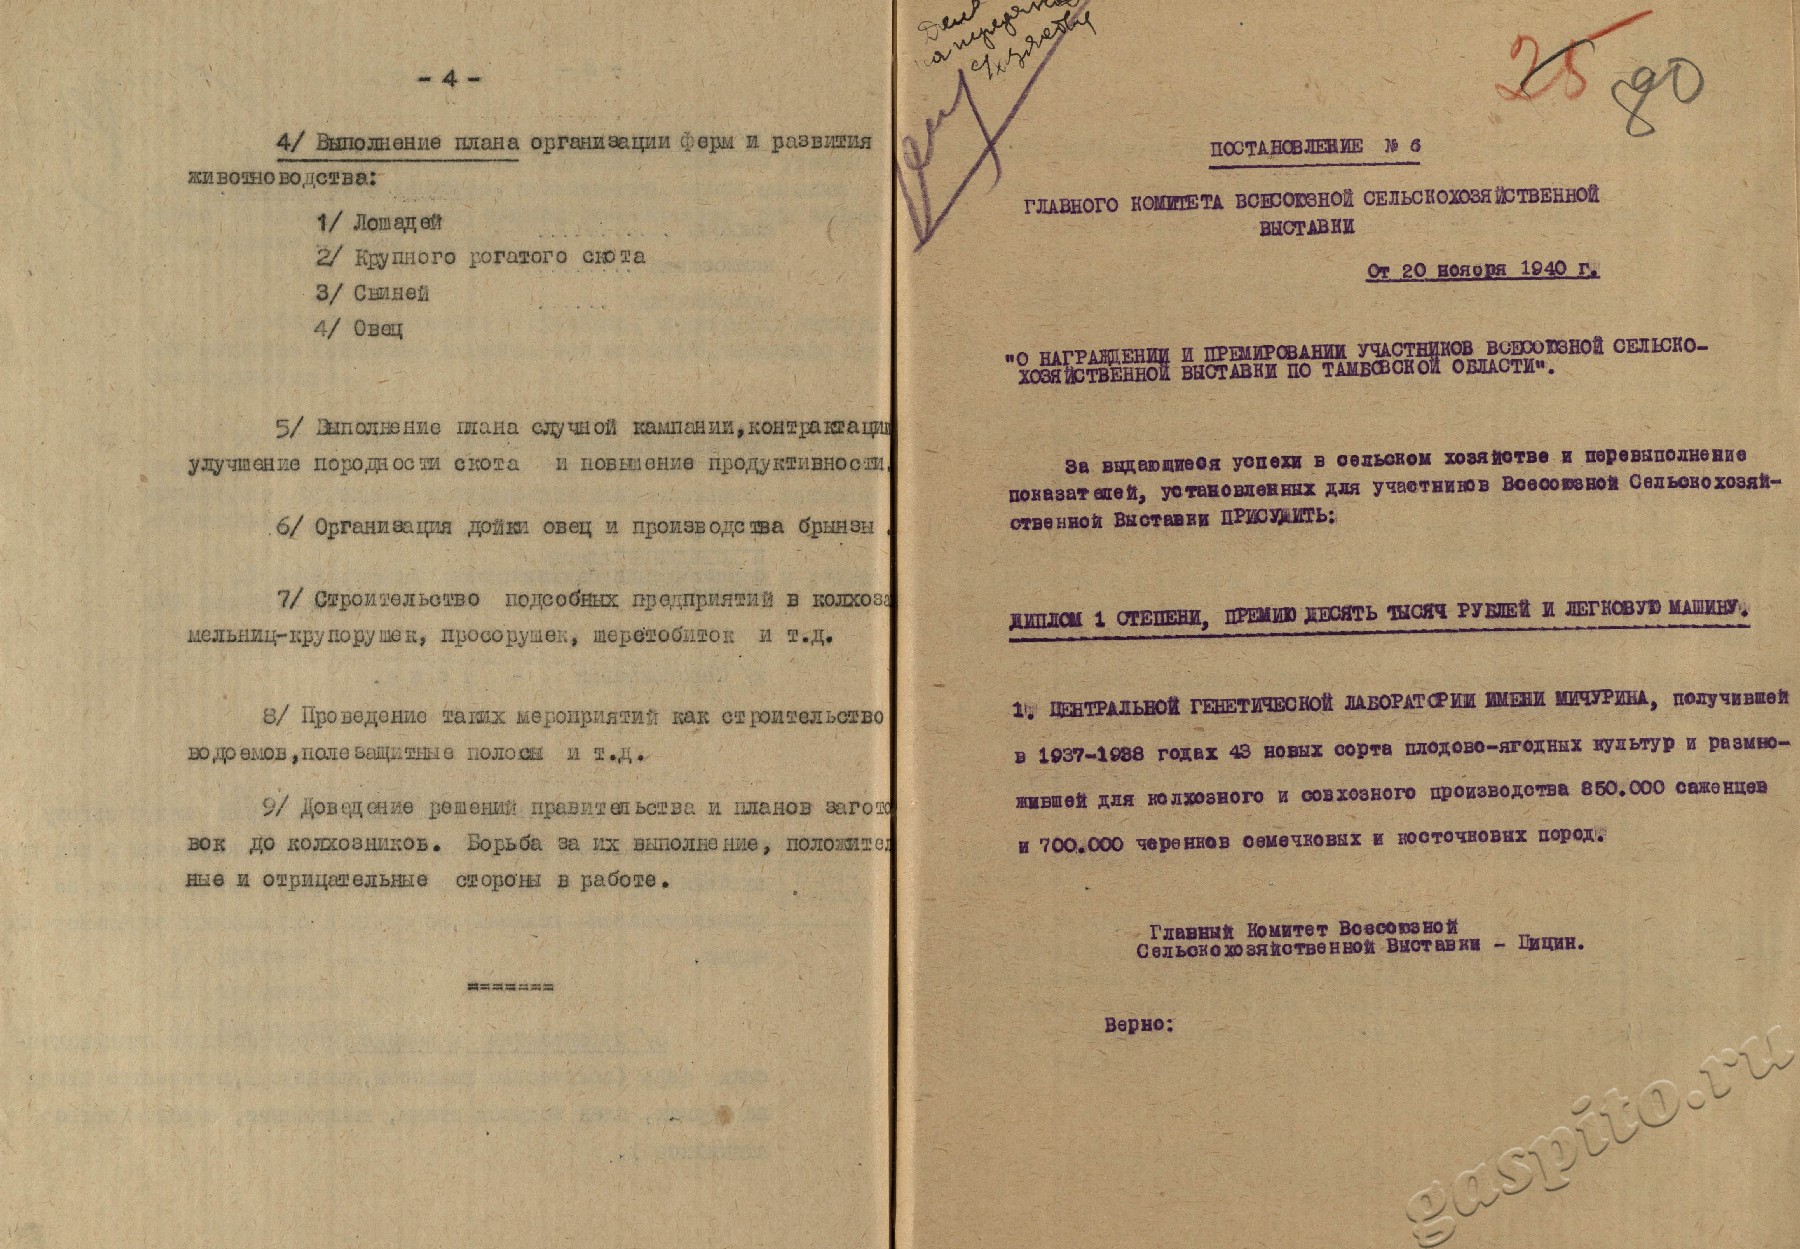 - 4 -
4/ Выполнение плана организации ферм и развития
животноводства:
1/ Лошадей
2/ Крупного рогатого скота
3/ Свиней
4/ Овец
5/ Выполнение плана случной кампании,контрактации
улучшение породности скота и повышение продуктивности.
6/ Организация дойки овец и производства брынзы .
7/ Строительство подсобных предприятий в колхоза
мельниц-крупорушек, просорушек, шеретобиток и т.д.
8/ Проведение таких мероприятий как строительство
водоемов,полезащитные полосы и т.д.
9/ Доведение решений правительства и планов загото
вок до колхозников. Борьба за их выполнение, положител
ные и отрицательные стороны в работе.
=======
25
80
ПОСТАНОВЛЕНИЕ № 6
ГЛАВНОГО КОМИТЕТА ВСЕСОЮЗНОЙ СЕЛЬСКОХОЗЯЙСТВЕННОЙ
ВЫСТАВКИ
От 20 ноября 1940 г.
"О НАГРАЖДЕНИИ И ПРЕМИРОВАНИИ УЧАСТНИКОВ ВСЕСОЮЗНОЙ СЕЛЬСКО-
ХОЗЯЙСТВЕННОЙ ВЫСТАВКИ ПО ТАМБОВСКОЙ ОБЛАСТИ".
За выдающиеся успехи в сельском хозяйстве и перевыполнение
показателей, установленных для участников Всесоюзной Сельскохозяй-
ственной Выставки ПРИСУДИТЬ:
ДИПЛОМ 1 СТЕПЕНИ, ПРЕМИЮ ДЕСЯТЬ ТЫСЯЧ РУБЛЕЙ И ЛЕГКОВУЮ МАШИНУ.
1. ЦЕНТРАЛЬНОЙ ГЕНЕТИЧЕСКОЙ ЛАБОРАТОРИИ ИМЕНИ МИЧУРИНА, получившей
в 1937-1938 годах 43 новых сорта плодово-ягодных культур и размно-
жившей для колхозного и совхозного производства 850.000 саженцев
и 700.000 черенков семечковых и косточковых пород.
Главный Комитет Всесоюзной
Сельскохозяйственной Выставки - Цицин.
Верно:
gaspito.ru